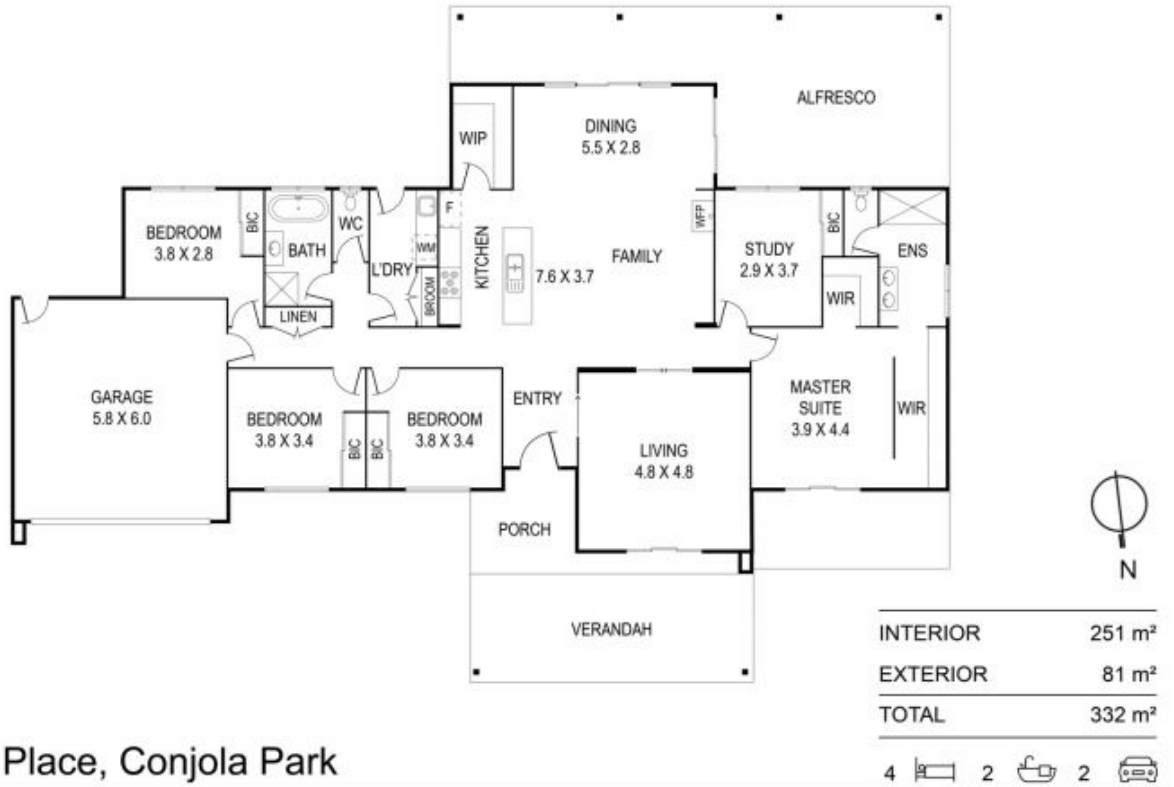 ALFRESCO
WIP
DINING
5.5 X 2.8
BEDROOM
3.8 X 2.8
BIC
BATH
WC
L'DRY
WM
BROOM
F
KITCHEN
7.6 X 3.7
FAMILY
WFP
STUDY
2.9 X 3.7
BIC
WIR
ENS
LINEN
GARAGE
5.8 X 6.0
BEDROOM
3.8 X 3.4
BIC
BIC
BEDROOM
3.8 X 3.4
ENTRY
LIVING
4.8 X 4.8
MASTER
SUITE
3.9 X 4.4
WIR
PORCH
VERANDAH
N
INTERIOR 251 m²
EXTERIOR 81 m²
TOTAL 332 m²
4 2 2
Place, Conjola Park